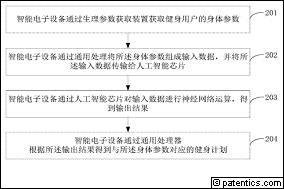 智能电子设备通过生理参数获取装置获取健身用户的身体参数
201
智能电子设备通过通用处理将所述身体参数组成输入数据，并将
所述输入数据传输给人工智能芯片
202
智能电子设备通过人工智能芯片对输入数据进行神经网络运算，得
到输出结果
203
智能电子设备通过通用处理器
根据所述输出结果得到与所述身体参数对应的健身计划
204
© patentics.com